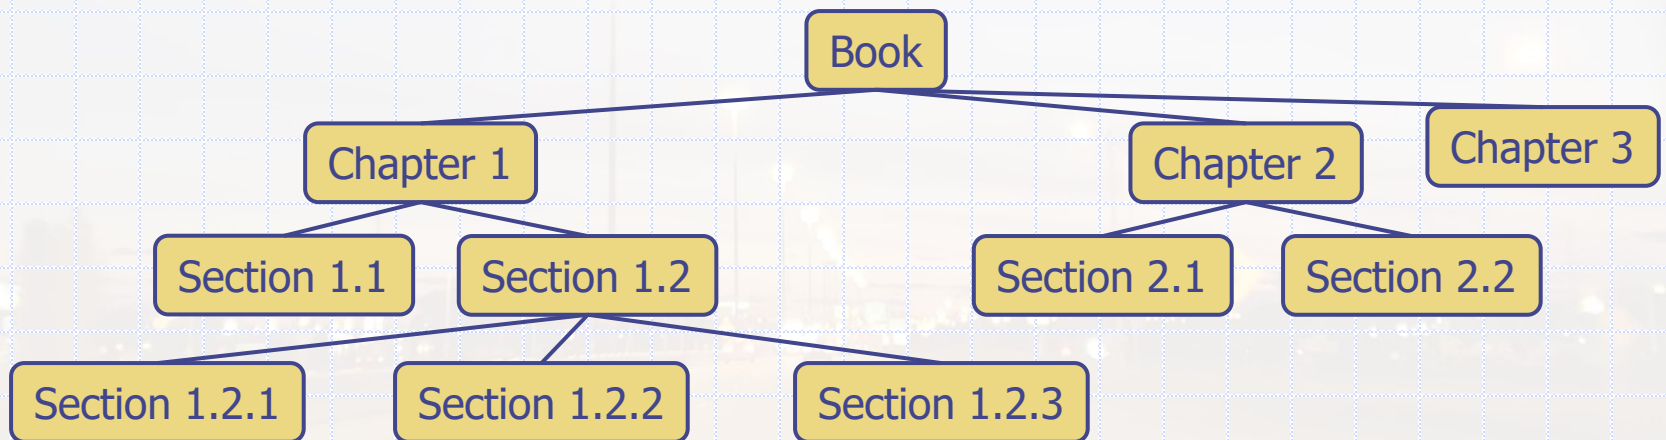 Book
Chapter 1
Chapter 2
Chapter 3
Section 1.1
Section 1.2
Section 2.1
Section 2.2
Section 1.2.1
Section 1.2.2
Section 1.2.3